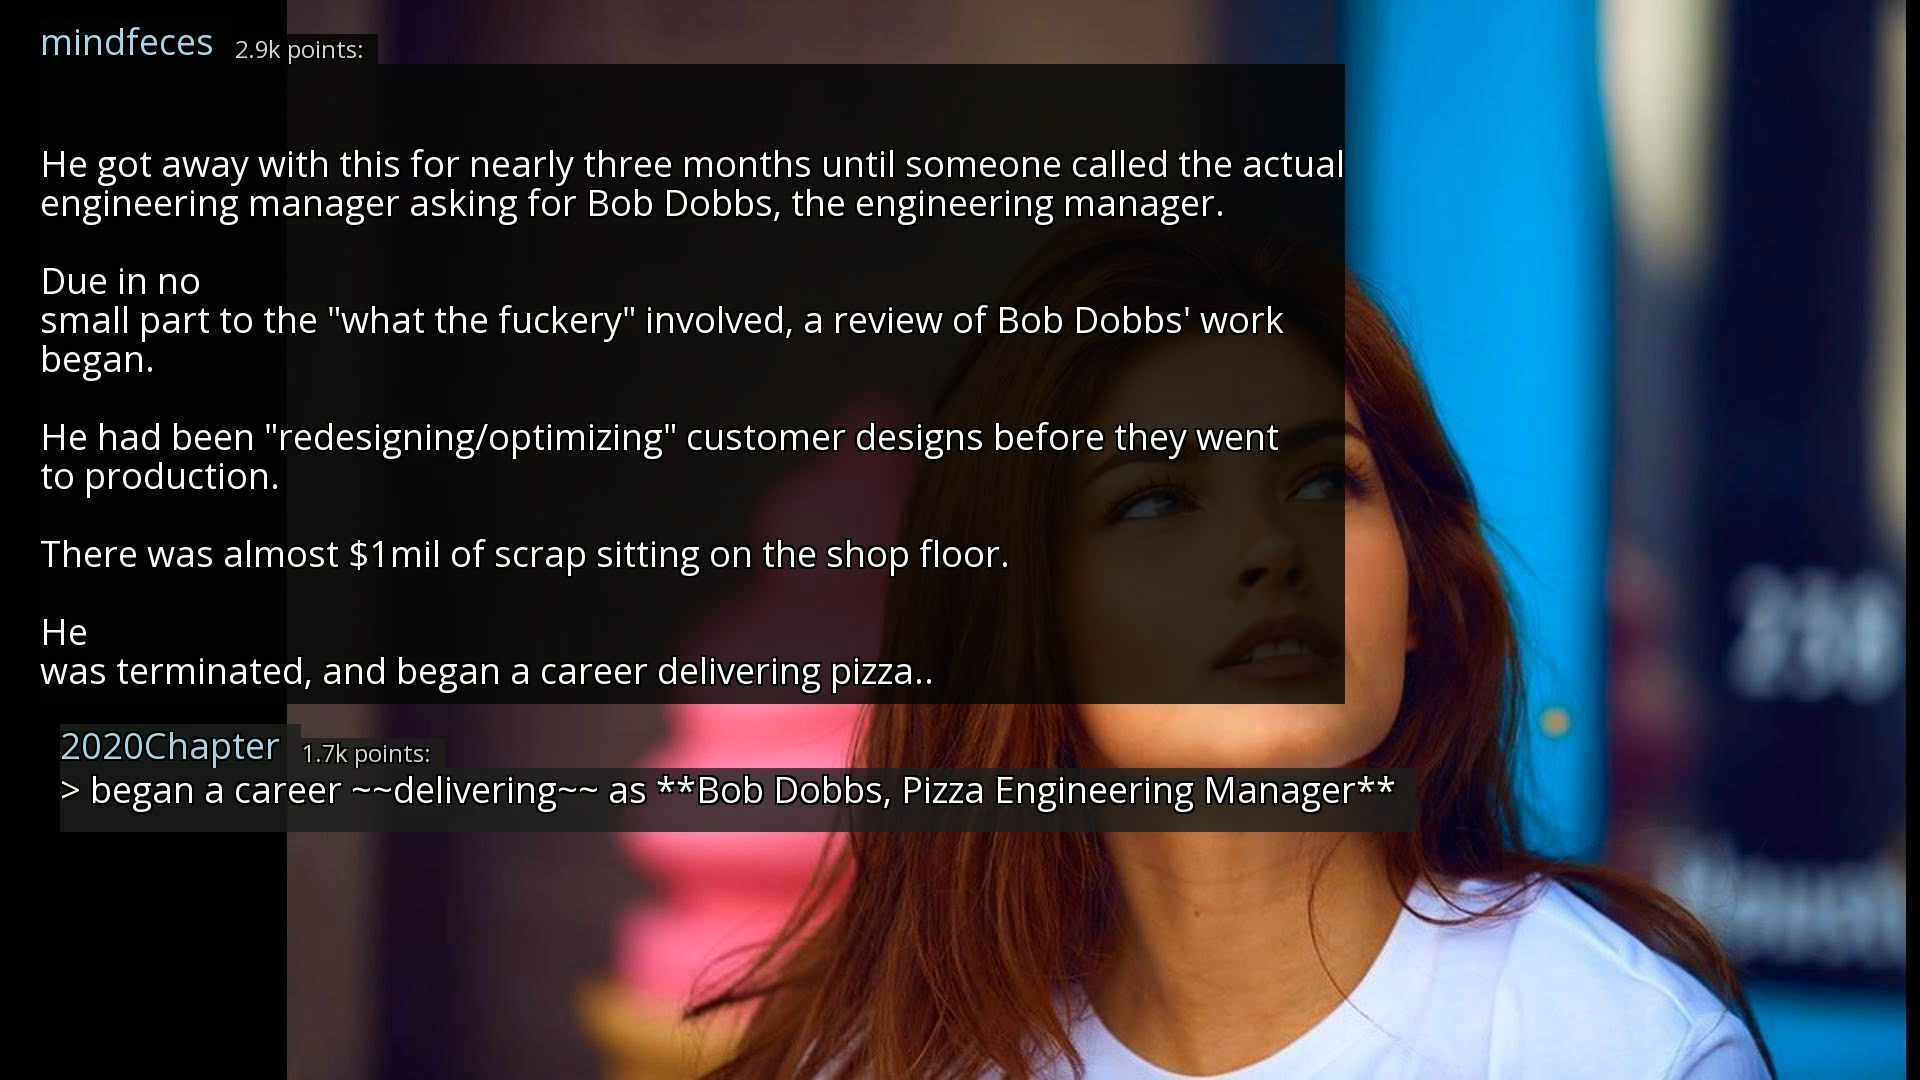 mindfeces 2.9k points:
He got away with this for nearly three months until someone called the actual
engineering manager asking for Bob Dobbs, the engineering manager.
Due in no
small part to the "what the fuckery" involved, a review of Bob Dobbs' work
began.
He had been "redesigning/optimizing" customer designs before they went
to production.
There was almost $1mil of scrap sitting on the shop floor.
He
was terminated, and began a career delivering pizza..
2020Chapter 1.7k points:
> began a career ~~delivering~~ as **Bob Dobbs, Pizza Engineering Manager**